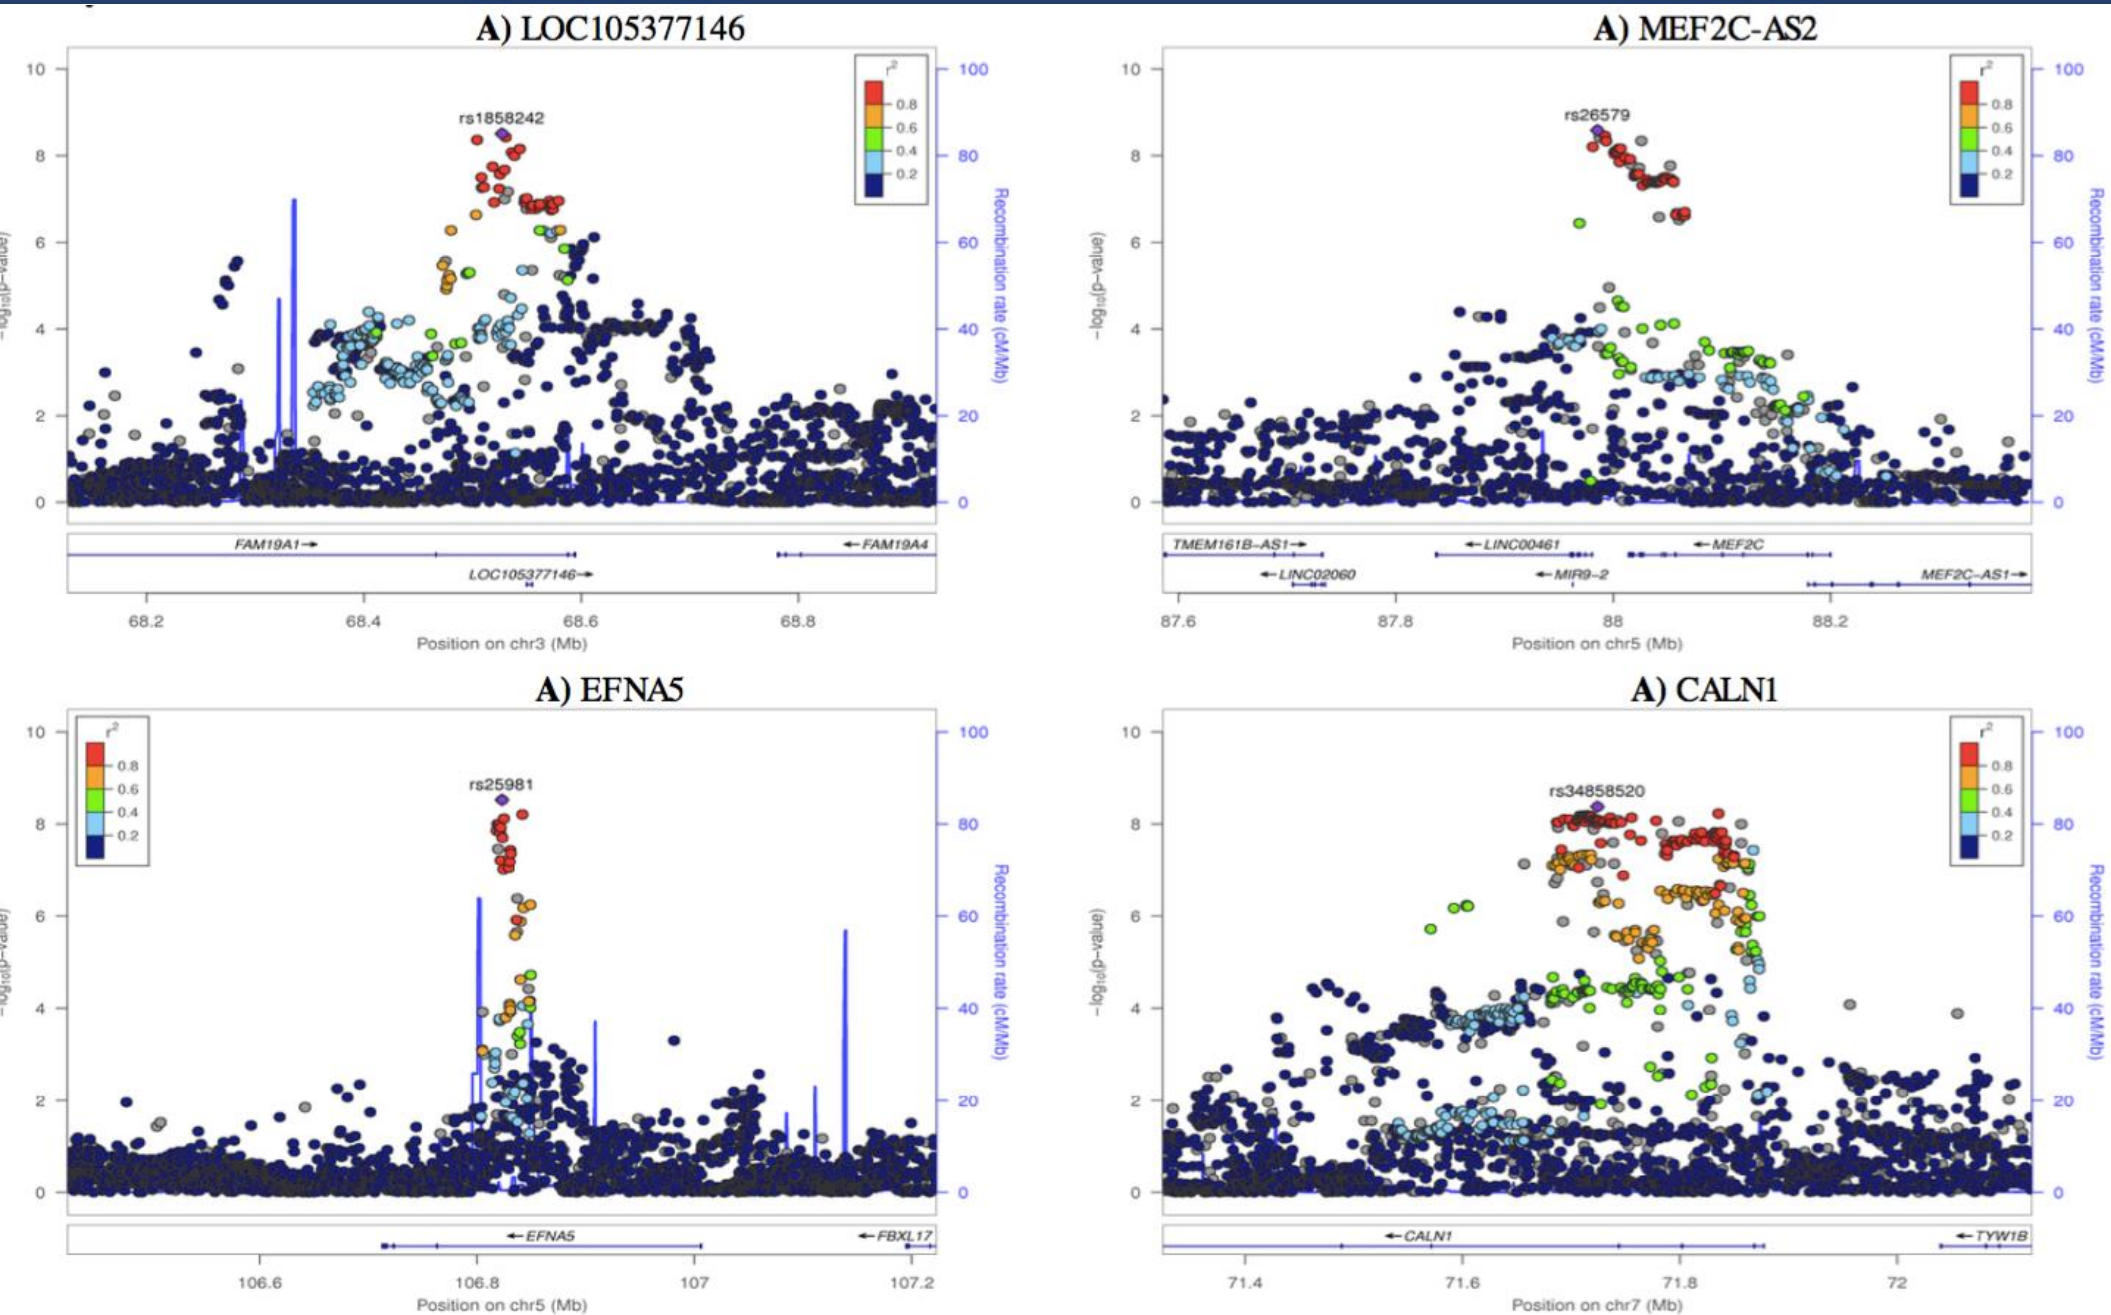 A) LOC105377146
10
8
6
4
2
0
100
80
60
40
20
0
r2
0.8
0.6
0.4
0.2
rs1858242
Recombination rate (cM/Mb)
FAM19A1→
←FAM19A4
LOC105377146→
68.2
68.4
68.6
68.8
Position on chr3 (Mb)
A) MEF2C-AS2
−log10(p−value)
10
8
6
4
2
0
100
80
60
40
20
0
r2
0.8
0.6
0.4
0.2
rs26579
Recombination rate (cM/Mb)
TMEM161B−AS1→
←LINC00461
←MEF2C
←LINC02060
←MIR9−2
MEF2C−AS1→
87.6
87.8
88
88.2
Position on chr5 (Mb)
A) EFNA5
10
8
6
4
2
0
100
80
60
40
20
0
r2
0.8
0.6
0.4
0.2
rs25981
Recombination rate (cM/Mb)
←EFNA5
←FBXL17
106.6
106.8
107
107.2
Position on chr5 (Mb)
A) CALN1
−log10(p−value)
10
8
6
4
2
0
100
80
60
40
20
0
r2
0.8
0.6
0.4
0.2
rs34858520
Recombination rate (cM/Mb)
←CALN1
←TYW1B
71.4
71.6
71.8
72
Position on chr7 (Mb)